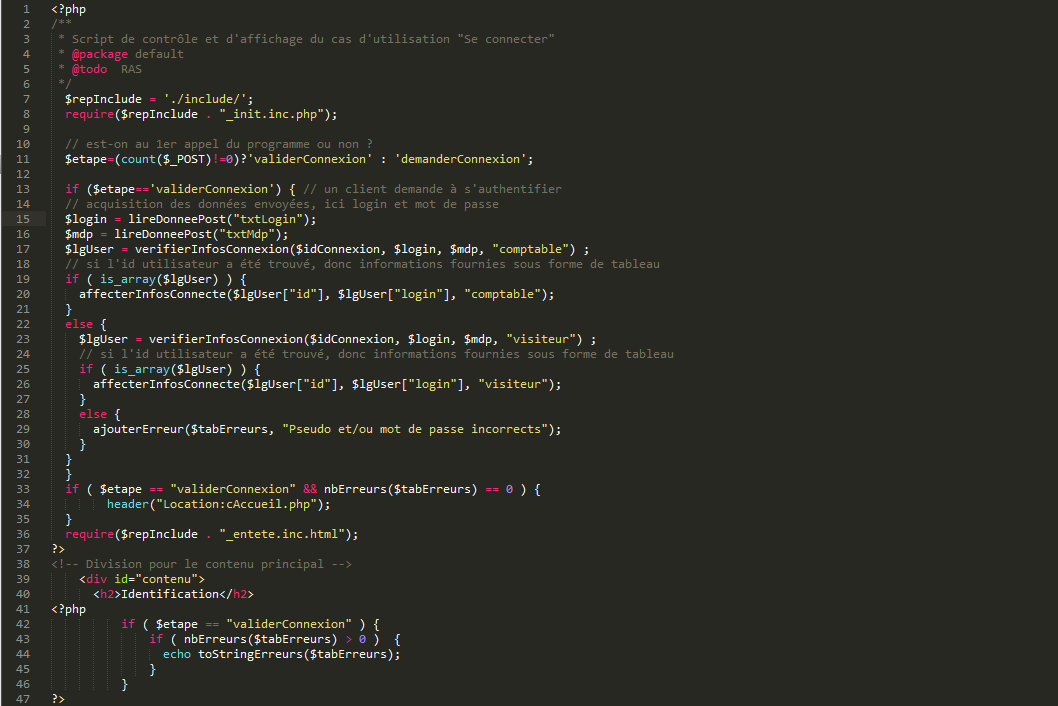 1 <?php
2 /**
3  * Script de contrôle et d'affichage du cas d'utilisation "Se connecter"
4  * @package default
5  * @todo  RAS
6  */
7   $repInclude = './include/';
8   require($repInclude . "_init.inc.php");
9
10   // est-on au 1er appel du programme ou non ?
11   $etape=(count($_POST)!=0)?'validerConnexion' : 'demanderConnexion';
12
13   if ($etape=='validerConnexion') { // un client demande à s'authentifier
14   // acquisition des données envoyées, ici login et mot de passe
15   $login = lireDonneePost("txtLogin");
16   $mdp = lireDonneePost("txtMdp");
17   $lgUser = verifierInfosConnexion($idConnexion, $login, $mdp, "comptable") ;
18   // si l'id utilisateur a été trouvé, donc informations fournies sous forme de tableau
19   if ( is_array($lgUser) ) {
20     affecterInfosConnecte($lgUser["id"], $lgUser["login"], "comptable");
21   }
22   else {
23     $lgUser = verifierInfosConnexion($idConnexion, $login, $mdp, "visiteur") ;
24     // si l'id utilisateur a été trouvé, donc informations fournies sous forme de tableau
25     if ( is_array($lgUser) ) {
26       affecterInfosConnecte($lgUser["id"], $lgUser["login"], "visiteur");
27     }
28     else {
29       ajouterErreur($tabErreurs, "Pseudo et/ou mot de passe incorrects");
30     }
31   }
32   }
33   if ( $etape == "validerConnexion" && nbErreurs($tabErreurs) == 0 ) {
34         header("Location:cAccueil.php");
35   }
36   require($repInclude . "_entete.inc.html");
37 ?>
38 <!-- Division pour le contenu principal -->
39     <div id="contenu">
40       <h2>Identification</h2>
41 <?php
42           if ( $etape == "validerConnexion" ) {
43               if ( nbErreurs($tabErreurs) > 0 )  {
44                 echo toStringErreurs($tabErreurs);
45               }
46           }
47 ?>